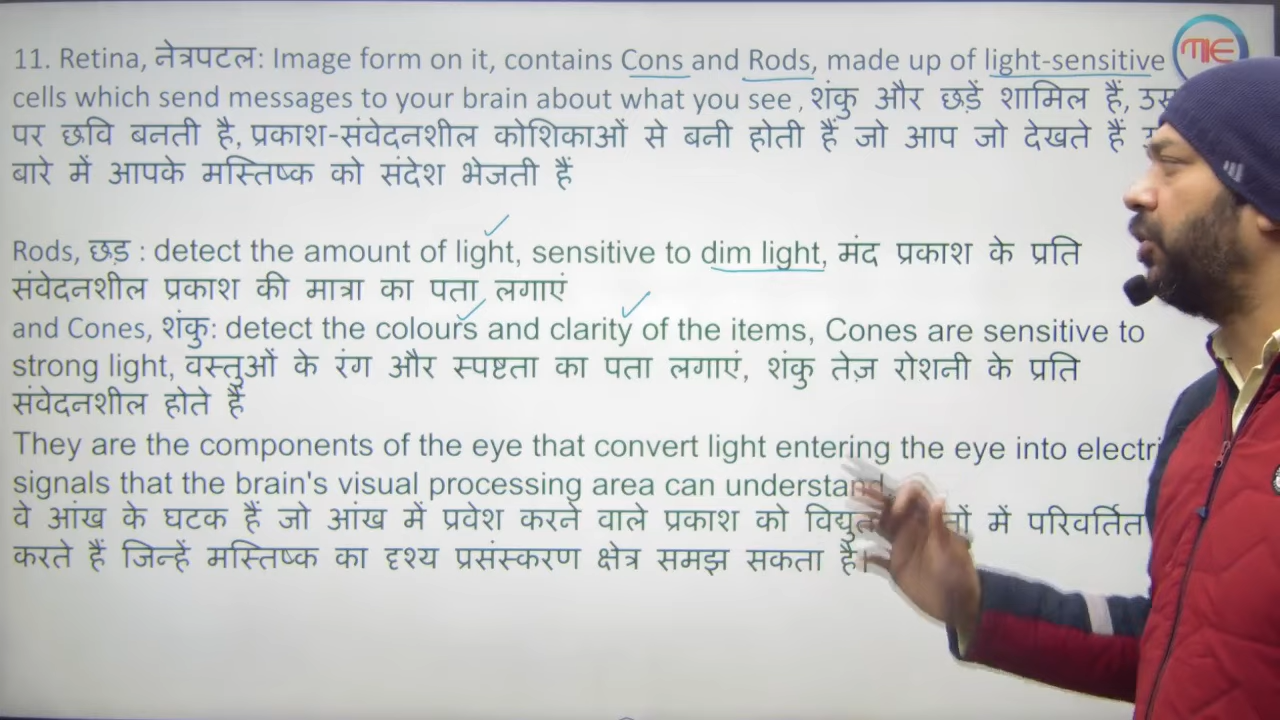 MIE
11. Retina, नेत्रपटल: Image form on it, contains Cons and Rods, made up of light-sensitive
cells which send messages to your brain about what you see , शंकु और छड़ें शामिल हैं,
पर छवि बनती है, प्रकाश-संवेदनशील कोशिकाओं से बनी होती हैं जो आप जो देखते हैं
बारे में आपके मस्तिष्क को संदेश भेजती हैं
Rods, छड़ : detect the amount of light, sensitive to dim light, मंद प्रकाश के प्रति
संवेदनशील प्रकाश की मात्रा का पता लगाएं
and Cones, शंकु: detect the colours and clarity of the items, Cones are sensitive to
strong light, वस्तुओं के रंग और स्पष्टता का पता लगाएं, शंकु तेज़ रोशनी के प्रति
संवेदनशील होते हैं
They are the components of the eye that convert light entering the eye into
signals that the brain's visual processing area can understand
वे आंख के घटक हैं जो आंख में प्रवेश करने वाले प्रकाश को में परिवर्तित
करते हैं जिन्हें मस्तिष्क का दृश्य प्रसंस्करण क्षेत्र समझ सकता है।